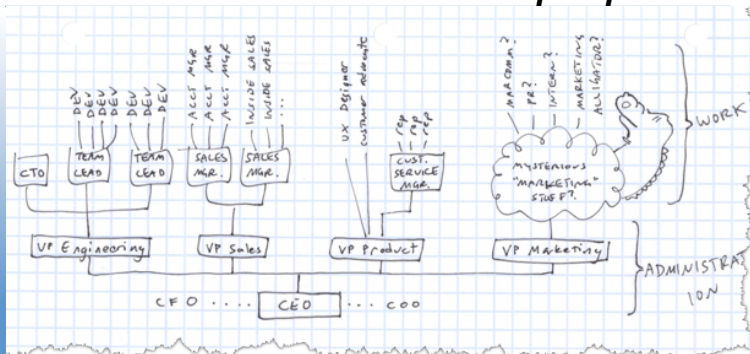 DEV
DEV
DEV
DEV
DEV
DEV
DEV
ACCT MGR
ACCT MGR
ACCT MGR
INSIDE SALES
INSIDE SALES
...
UX Designer
customer advocate
rep
rep
rep
MARCOMM?
PR?
INTERN?
MARKETING
ALLIGATOR?
WORK
CTO
TEAM
LEAD
TEAM
LEAD
SALES
MGR.
SALES
MGR.
CUST.
SERVICE
MGR.
MYSTERIOUS
"MARKETING"
STUFF?
VP Engineering
VP Sales
VP Product
VP Marketing
ADMINISTRAT
ION
CFO .... CEO ... COO